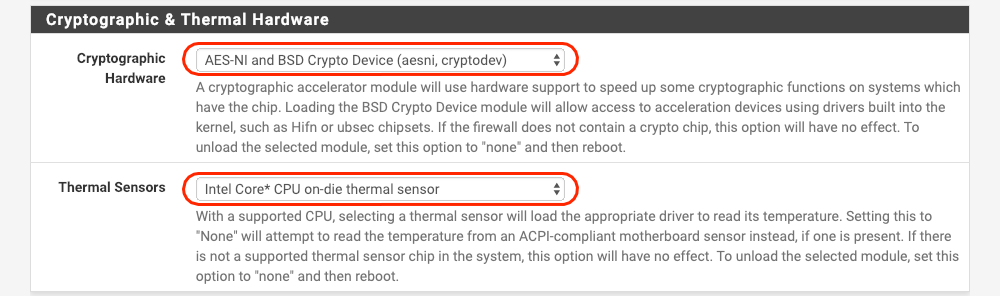 Cryptographic & Thermal Hardware
Cryptographic
Hardware
AES-NI and BSD Crypto Device (aesni, cryptodev)
A cryptographic accelerator module will use hardware support to speed up some cryptographic functions on systems which
have the chip. Loading the BSD Crypto Device module will allow access to acceleration devices using drivers built into the
kernel, such as Hifn or ubsec chipsets. If the firewall does not contain a crypto chip, this option will have no effect. To
unload the selected module, set this option to "none" and then reboot.
Thermal Sensors
Intel Core* CPU on-die thermal sensor
With a supported CPU, selecting a thermal sensor will load the appropriate driver to read its temperature. Setting this to
"None" will attempt to read the temperature from an ACPI-compliant motherboard sensor instead, if one is present. If there
is not a supported thermal sensor chip in the system, this option will have no effect. To unload the selected module, set this
option to "none" and then reboot.